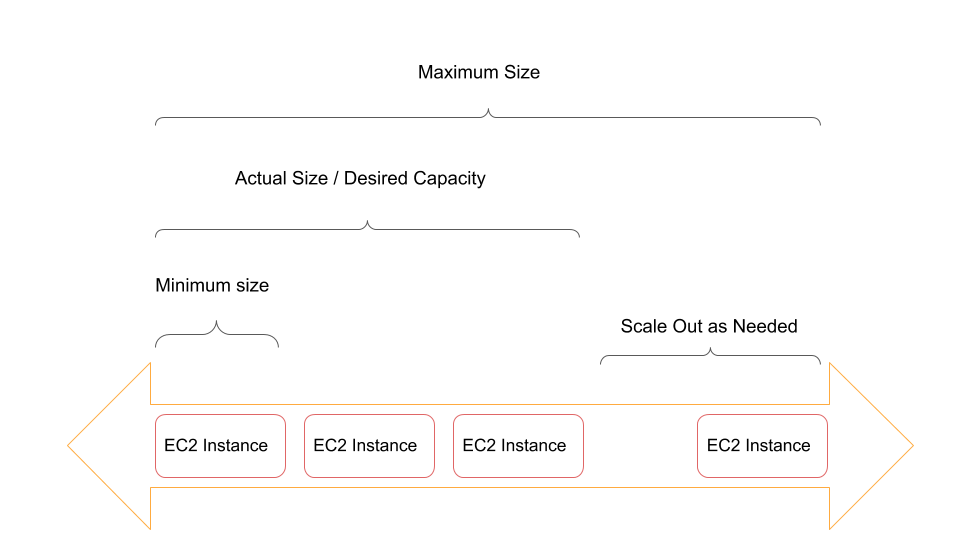 Maximum Size
Actual Size / Desired Capacity
Minimum size
Scale Out as Needed
EC2 Instance
EC2 Instance
EC2 Instance
EC2 Instance